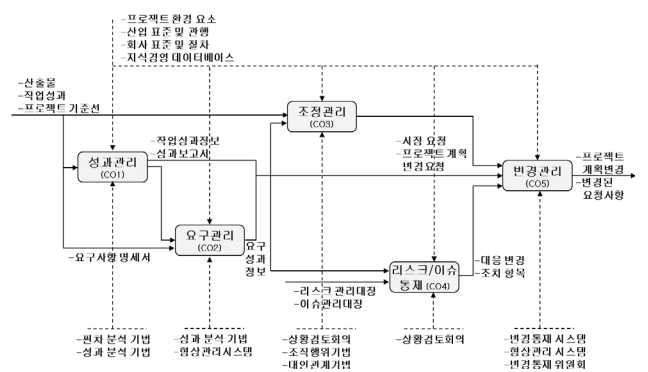 -프로젝트 환경 요소
-산업 표준 및 관행
-회사 표준 및 절차
-지식경영 데이터베이스
-산출물
-작업성과
-프로젝트 기준선
조정관리
(CO3)
-작업성과정보
-성과보고서
-시정 요청
-프로젝트 계획
변경 요청
성과관리
(CO1)
변경관리
(CO5)
-프로젝트
계획변경
-변경된
요청사항
요구관리
(CO2)
요구
성과
정보
-요구사항 명세서
리스크/이슈
통제 (CO4)
-대응 변경
-조치 항목
-리스크 관리대장
-이슈관리대장
-편차 분석 기법
-성과 분석 기법
-성과 분석 기법
-형상관리시스템
-상황검토회의
-조직행위기법
-대인관계기법
-상황검토회의
-변경통제 시스템
-형상관리 시스템
-변경통제 위원회